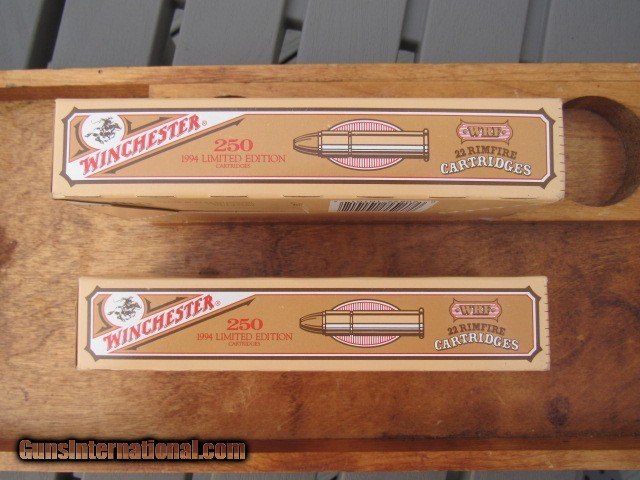 WINCHESTER®
250
1994 LIMITED EDITION
CARTRIDGES
WRF
22 RIMFIRE
CARTRIDGES
WINCHESTER®
250
1994 LIMITED EDITION
CARTRIDGES
WRF
22 RIMFIRE
CARTRIDGES
GunsInternational.com